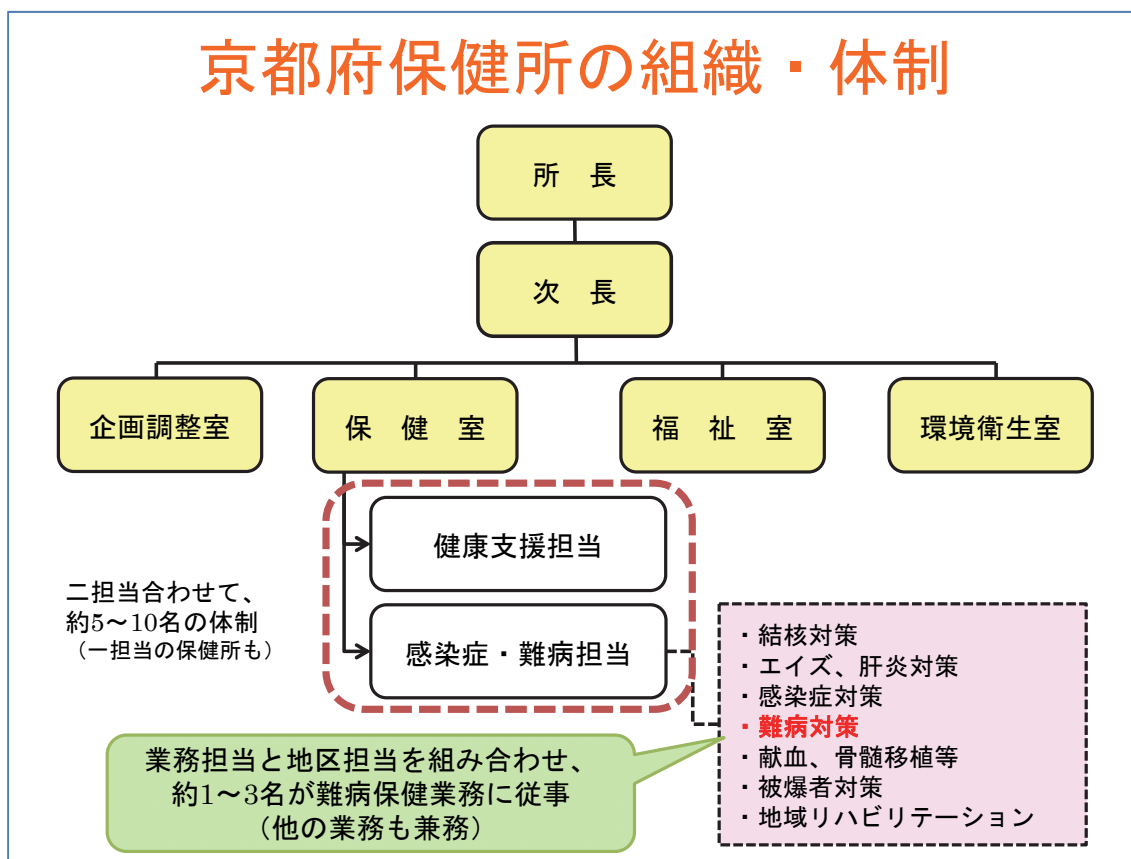 京都府保健所の組織・体制
所　長
次　長
企画調整室
保　健　室
福　祉　室
環境衛生室
健康支援担当
二担当合わせて、
約5～10名の体制
（一担当の保健所も）
感染症・難病担当
・結核対策
・エイズ、肝炎対策
・感染症対策
・難病対策
・献血、骨髄移植等
・被爆者対策
・地域リハビリテーション
業務担当と地区担当を組み合わせ、
約1～3名が難病保健業務に従事
（他の業務も兼務）